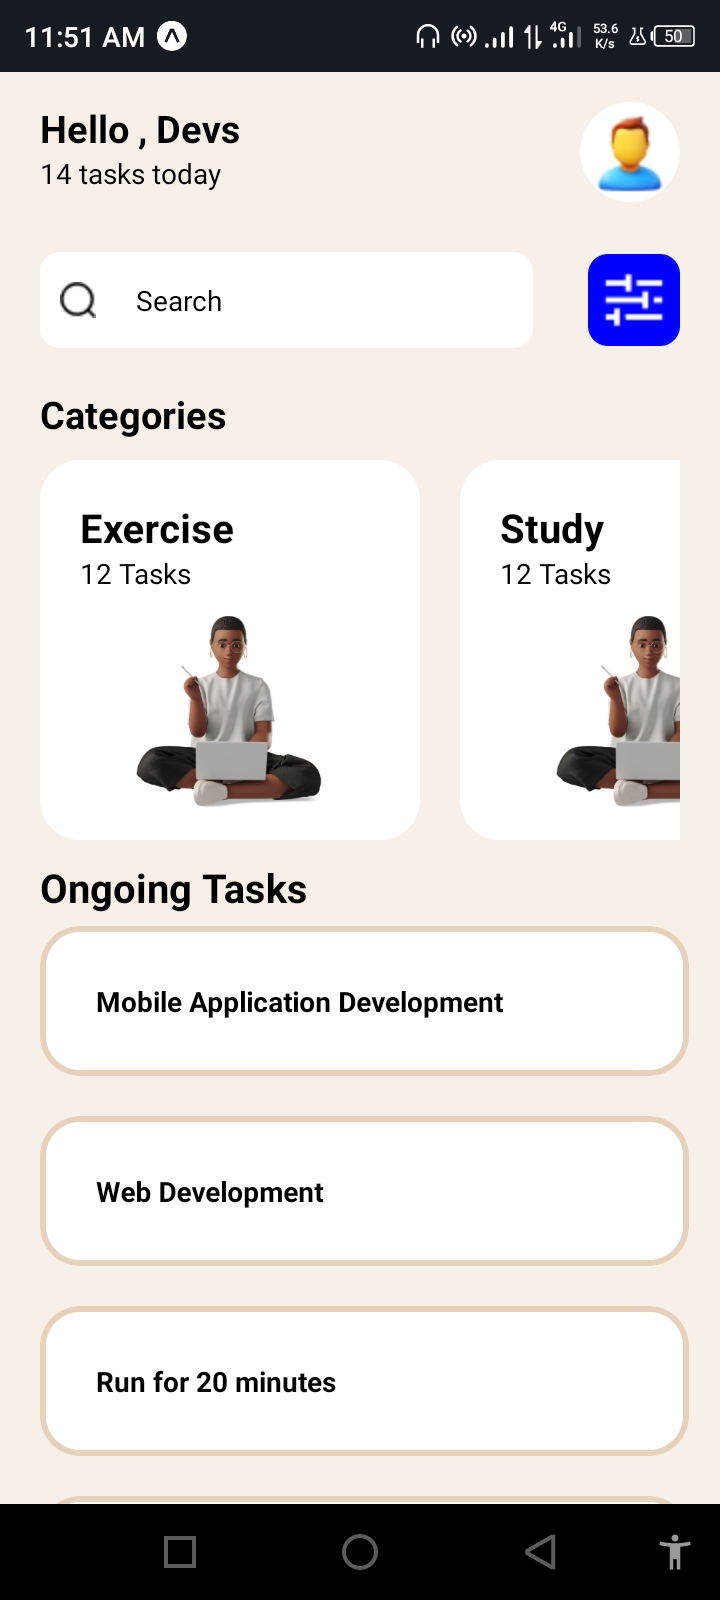 11:51 AM
4G
53.6
K/s
50
Hello , Devs
14 tasks today
Search
Categories
Exercise
12 Tasks
Study
12 Tasks
Ongoing Tasks
Mobile Application Development
Web Development
Run for 20 minutes